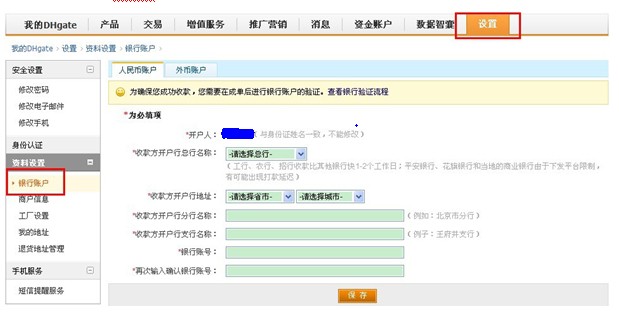 我的DHgate 产品 交易 增值服务 推广营销 消息 资金账户 数据智囊 设置
我的DHgate > 设置 > 资料设置 > 银行账户 >
安全设置
修改密码
修改电子邮件
修改手机
身份认证
资料设置
银行账户
商户信息
工厂设置
我的地址
退货地址管理
手机服务
短信提醒服务
人民币账户 外币账户
为确保您成功收款，您需要在成单后进行银行账户的验证。查看银行验证流程
*为必填项
*开户人： （与身份证姓名一致，不能修改）
*收款方开户行总行名称： -请选择总行-
（工行、农行、招行收款比其他银行快1-2个工作日；平安银行、花旗银行和当地的商业银行由于下发平台限制，
有可能出现打款延迟）
*收款方开户行地址： -请选择省市- -请选择城市-
*收款方开户行分行名称： （例如：北京市分行）
*收款方开户行支行名称： （例子：王府井支行）
*银行账号：
*再次输入确认银行账号：
保存